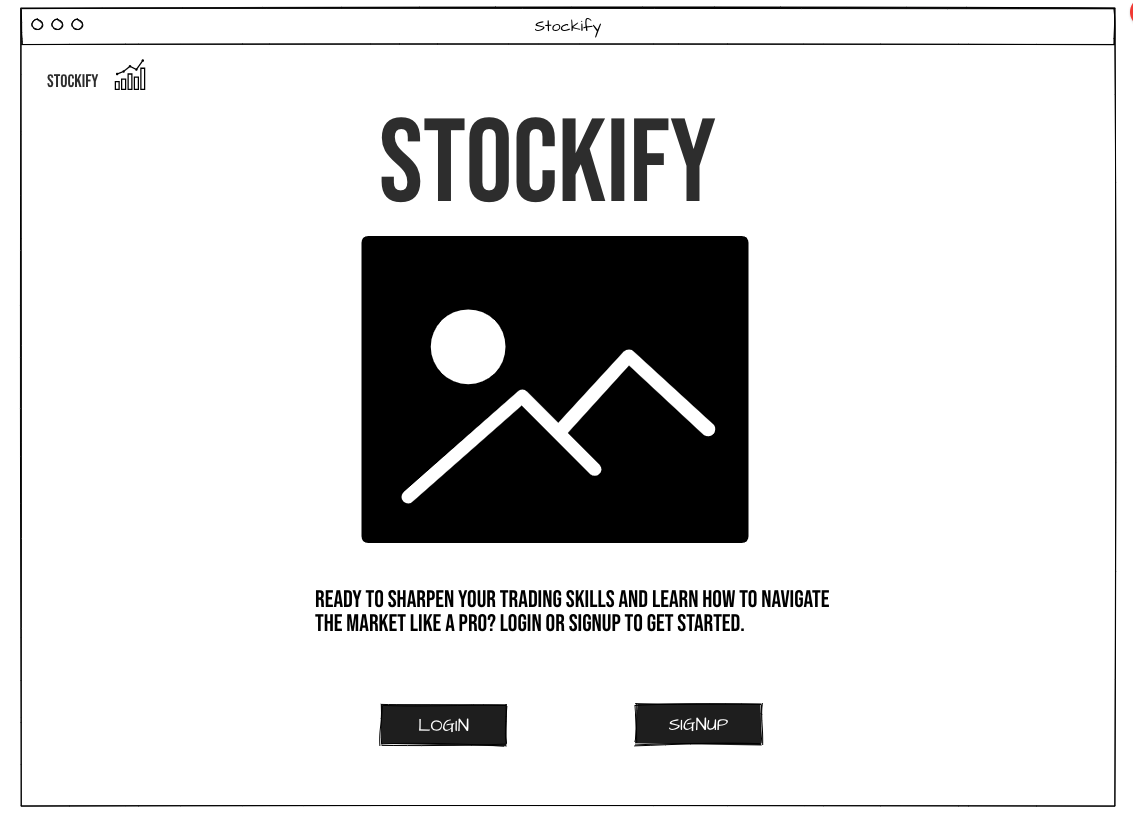 Stockify
STOCKIFY
STOCKIFY
READY TO SHARPEN YOUR TRADING SKILLS AND LEARN HOW TO NAVIGATE
THE MARKET LIKE A PRO? LOGIN OR SIGNUP TO GET STARTED.
LOGIN
SIGNUP